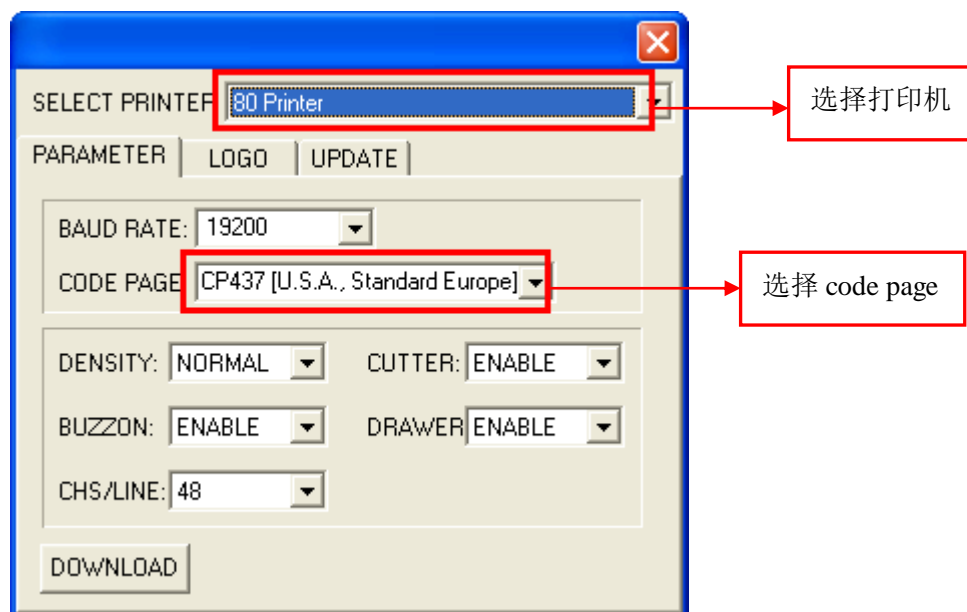 SELECT PRINTER 80 Printer
选择打印机
PARAMETER LOGO UPDATE
BAUD RATE: 19200
CODE PAGE CP437 [U.S.A., Standard Europe]
选择 code page
DENSITY: NORMAL CUTTER: ENABLE
BUZZON: ENABLE DRAWER ENABLE
CHS/LINE: 48
DOWNLOAD